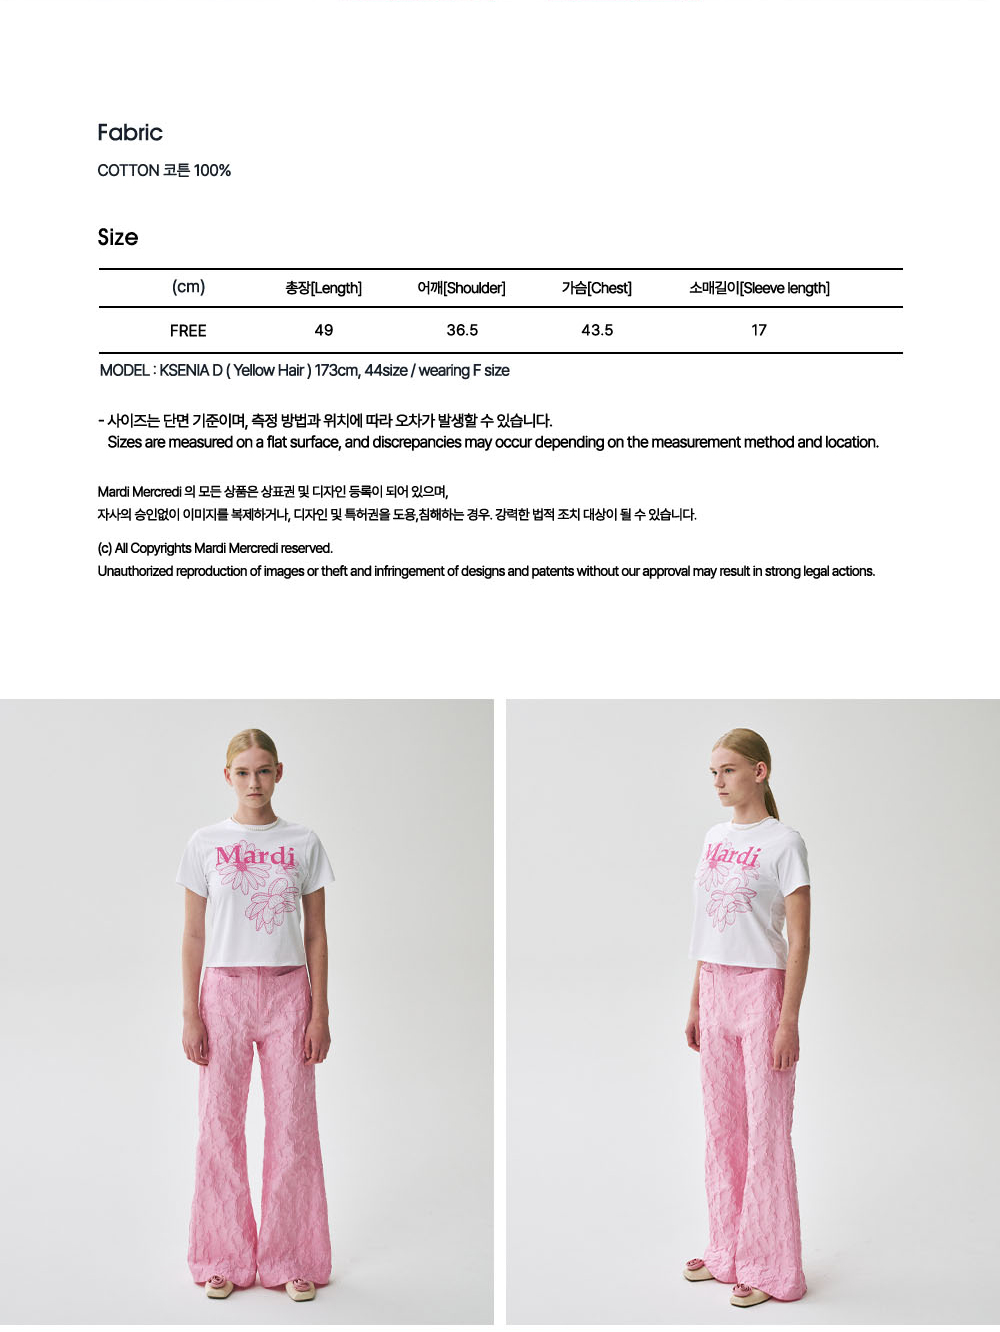 Fabric
COTTON 코튼 100%
Size
(cm) 총장[Length] 어깨[Shoulder] 가슴[Chest] 소매길이[Sleeve length]
FREE 49 36.5 43.5 17
MODEL : KSENIA D ( Yellow Hair ) 173cm, 44size / wearing F size
- 사이즈는 단면 기준이며, 측정 방법과 위치에 따라 오차가 발생할 수 있습니다.
Sizes are measured on a flat surface, and discrepancies may occur depending on the measurement method and location.
Mardi Mercredi 의 모든 상품은 상표권 및 디자인 등록이 되어 있으며,
자사의 승인없이 이미지를 복제하거나, 디자인 및 특허권을 도용,침해하는 경우. 강력한 법적 조치 대상이 될 수 있습니다.
(c) All Copyrights Mardi Mercredi reserved.
Unauthorized reproduction of images or theft and infringement of designs and patents without our approval may result in strong legal actions.
Mardi
Mardi